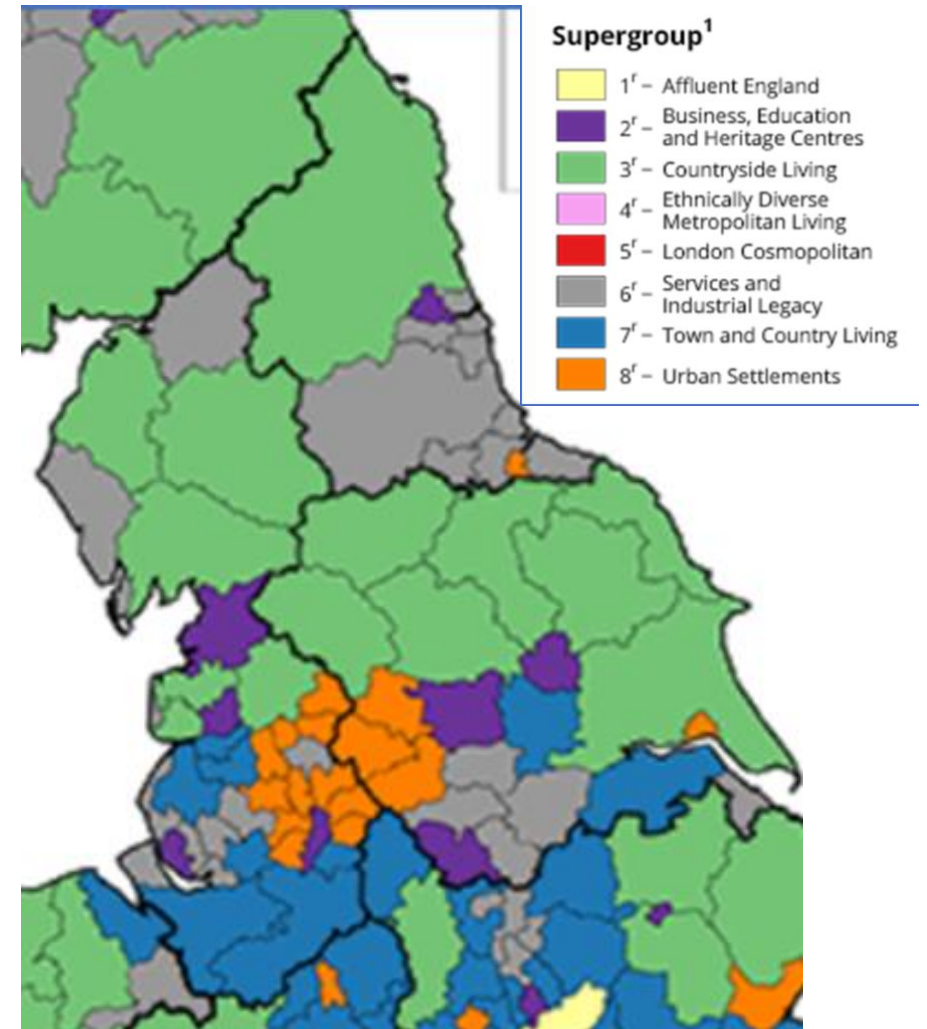 Supergroup¹
1ʳ – Affluent England
2ʳ – Business, Education
and Heritage Centres
3ʳ – Countryside Living
4ʳ – Ethnically Diverse
Metropolitan Living
5ʳ – London Cosmopolitan
6ʳ – Services and
Industrial Legacy
7ʳ – Town and Country Living
8ʳ – Urban Settlements